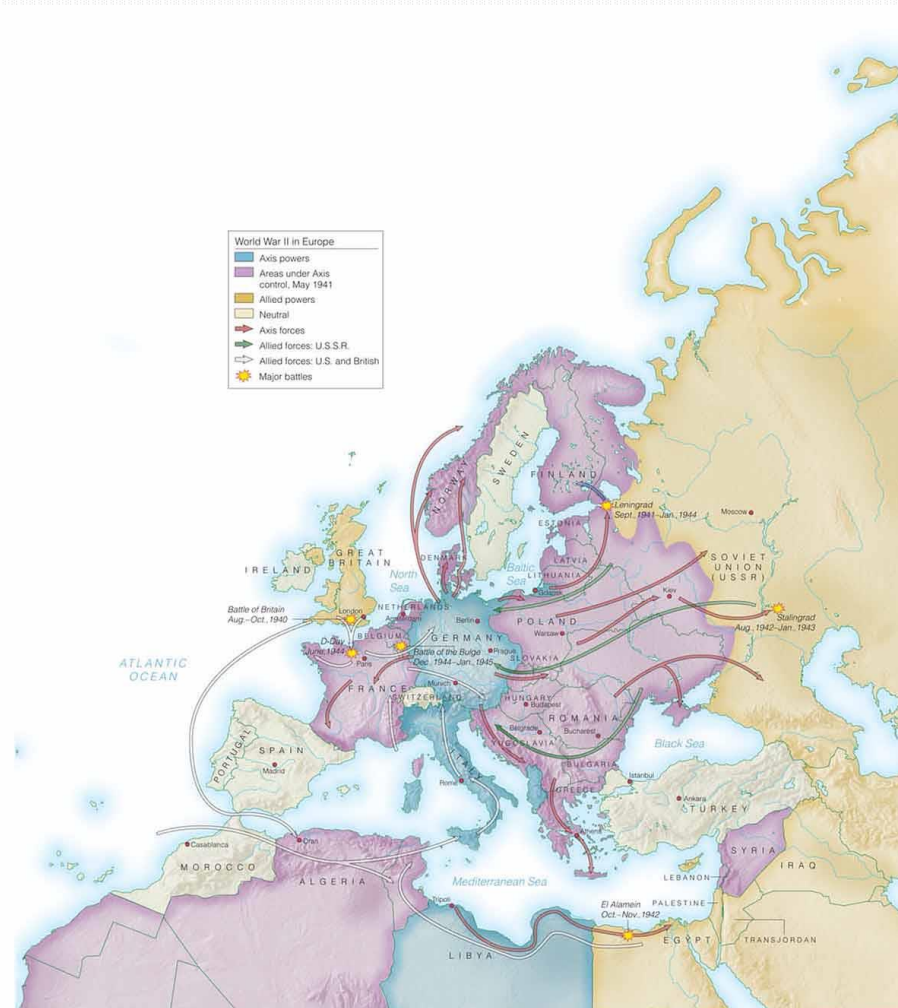 World War II in Europe
Axis powers
Areas under Axis
control, May 1941
Allied powers
Neutral
Axis forces
Allied forces: U.S.S.R.
Allied forces: U.S. and British
Major battles
NORWAY
SWEDEN
FINLAND
Leningrad
Sept., 1941–Jan., 1944
Moscow
ESTONIA
LATVIA
LITHUANIA
SOVIET
UNION
(USSR)
GREAT
BRITAIN
IRELAND
North
Sea
DENMARK
Baltic
Sea
Kiev
Stalingrad
Aug., 1942–Jan., 1943
Battle of Britain
Aug.–Oct., 1940
London
NETHERLANDS
Amsterdam
Berlin
POLAND
Warsaw
D-Day
June, 1944
BELGIUM
GERMANY
Paris
Battle of the Bulge
Dec., 1944–Jan., 1945
Prague
SLOVAKIA
ATLANTIC
OCEAN
Munich
FRANCE
SWITZERLAND
HUNGARY
Budapest
ROMANIA
Belgrade
Bucharest
YUGOSLAVIA
Black Sea
PORTUGAL
SPAIN
Madrid
ITALY
Rome
BULGARIA
Istanbul
GREECE
Ankara
TURKEY
Athens
Casablanca
Oran
MOROCCO
ALGERIA
SYRIA
IRAQ
LEBANON
Mediterranean Sea
Tripoli
El Alamein
Oct.–Nov., 1942
PALESTINE
EGYPT
TRANSJORDAN
LIBYA